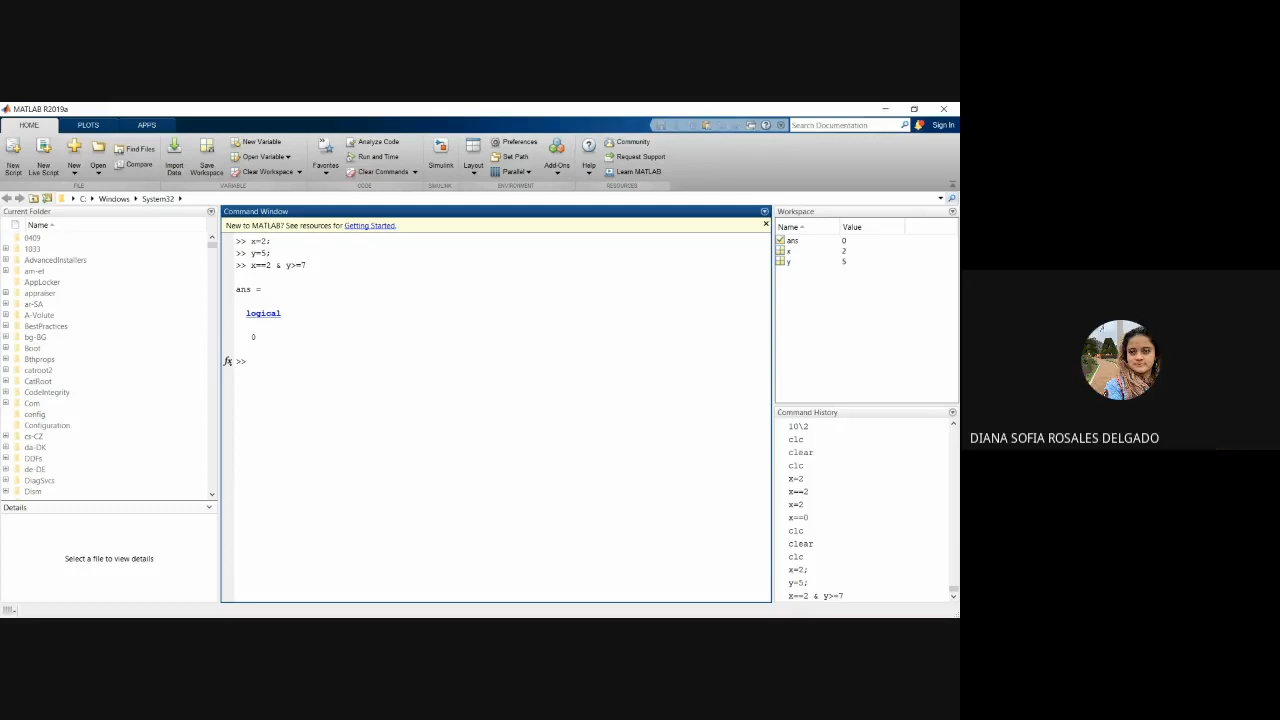 MATLAB R2019a
HOME
PLOTS
APPS
Search Documentation
Sign In
New Script
New Live Script
New
Open
Find Files
Compare
Import Data
Save Workspace
New Variable
Open Variable
Clear Workspace
Favorites
Analyze Code
Run and Time
Clear Commands
Simulink
Layout
Preferences
Set Path
Parallel
Add-Ons
Help
Community
Request Support
Learn MATLAB
FILE
VARIABLE
CODE
SIMULINK
ENVIRONMENT
RESOURCES
C:
Windows
System32
Current Folder
Name
0409
1033
AdvancedInstallers
am-et
AppLocker
appraiser
ar-SA
A-Volute
BestPractices
bg-BG
Boot
Bthprops
catroot2
CatRoot
CodeIntegrity
Com
config
Configuration
cs-CZ
da-DK
DDFs
de-DE
DiagSvcs
Dism
Details
Select a file to view details
Command Window
New to MATLAB? See resources for Getting Started.
>> x=2;
>> y=5;
>> x==2 & y>=7
ans =
logical
0
fx >>
Workspace
Name Value
ans 0
x 2
y 5
Command History
10\2
clc
clear
clc
x=2
x==2
x=2
x==0
clc
clear
clc
x=2;
y=5;
x==2 & y>=7
DIANA SOFIA ROSALES DELGADO